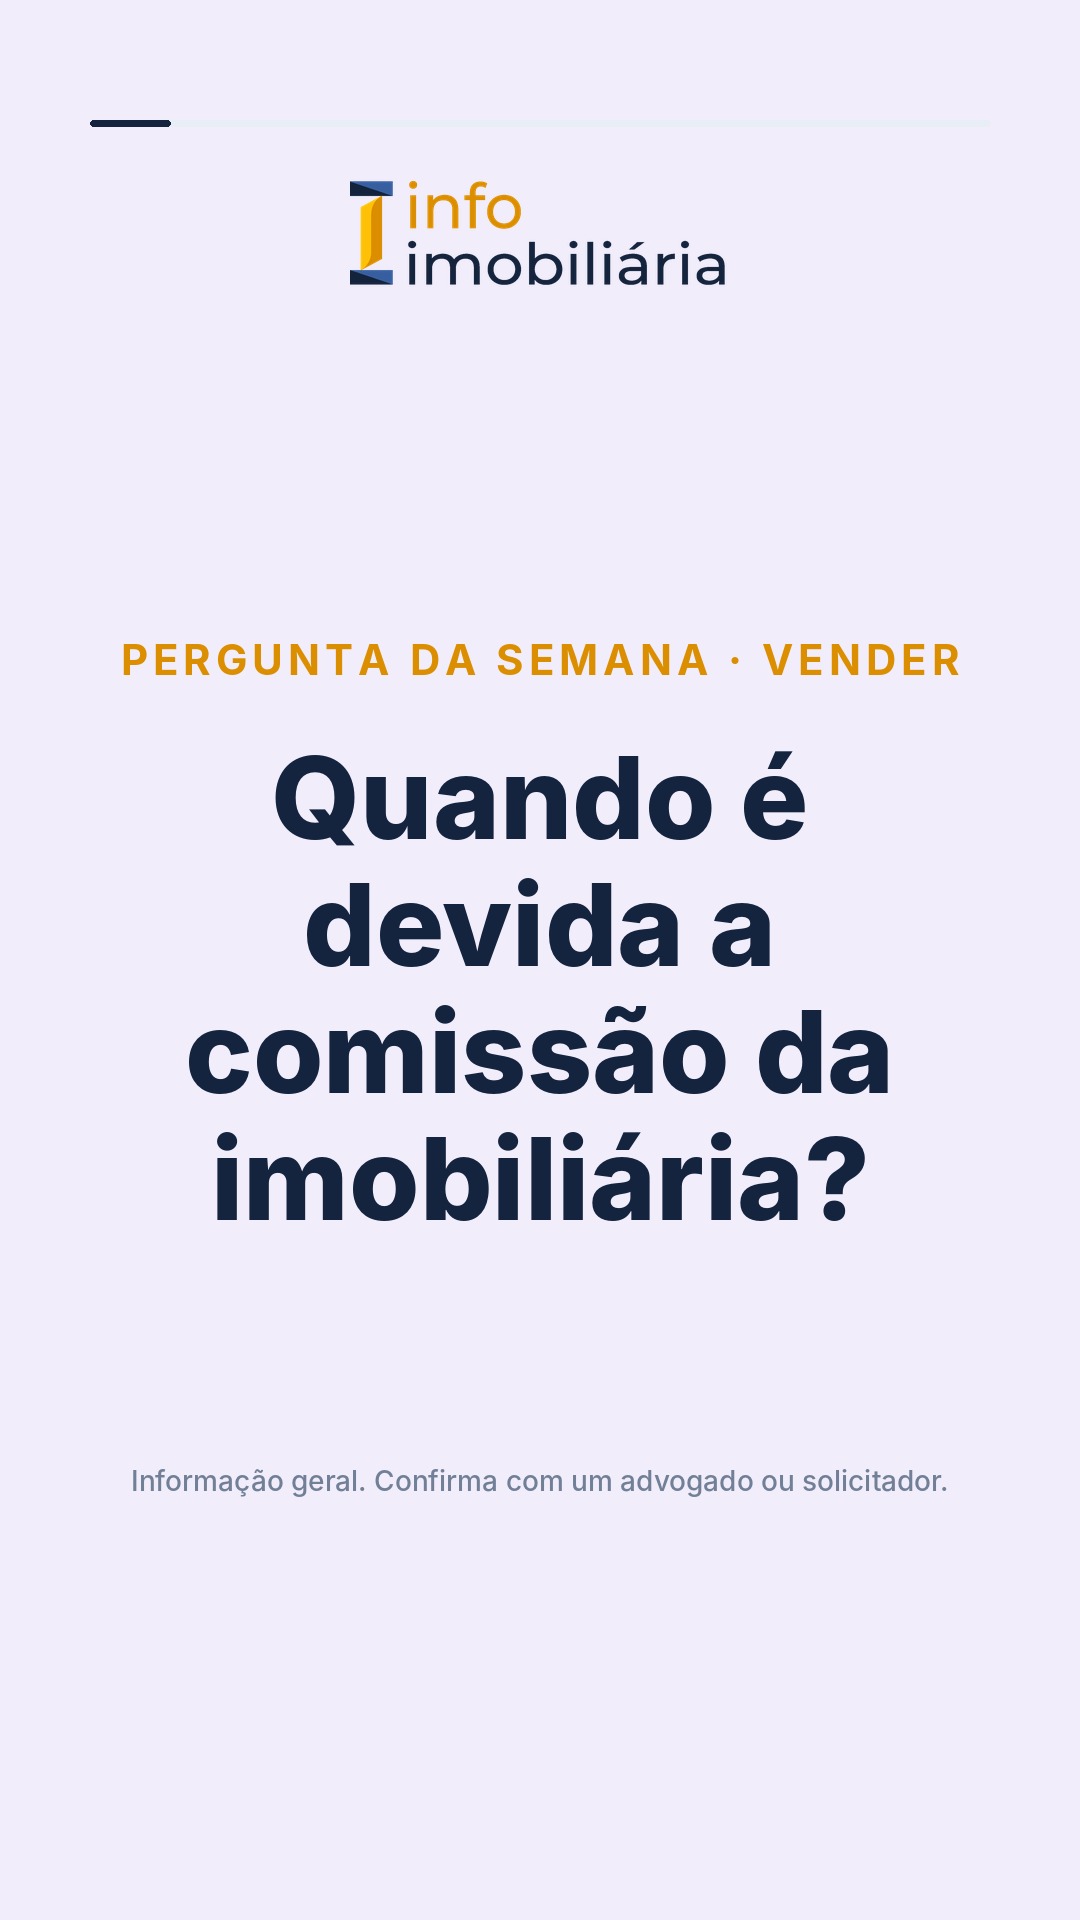 info
imobiliária
PERGUNTA DA SEMANA · VENDER
Quando é
devida a
comissão da
imobiliária?
Informação geral. Confirma com um advogado ou solicitador.